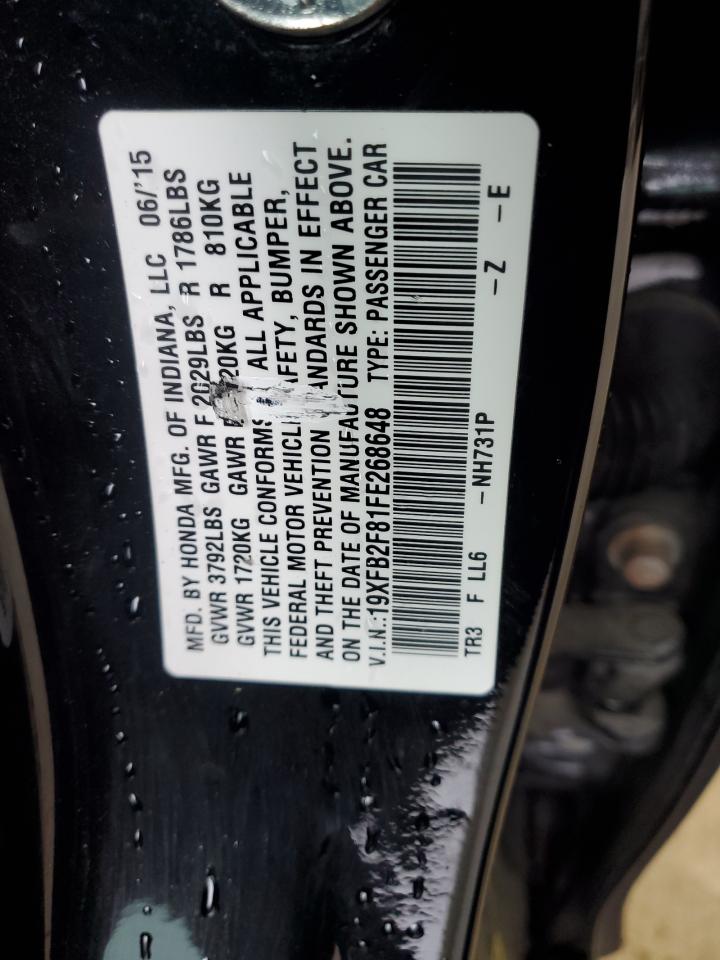 MFD. BY HONDA MFG. OF INDIANA, LLC 06/'15
GVWR 3792LBS GAWR F 2029LBS R 1786LBS
GVWR 1720KG GAWR R 810KG
THIS VEHICLE CONFORMS ALL APPLICABLE
FEDERAL MOTOR VEHICLE SAFETY, BUMPER,
AND THEFT PREVENTION STANDARDS IN EFFECT
ON THE DATE OF MANUFACTURE SHOWN ABOVE.
V.I.N.:19XFB2F81FE268648 TYPE: PASSENGER CAR
TR3 F LL6 -NH731P -Z -E